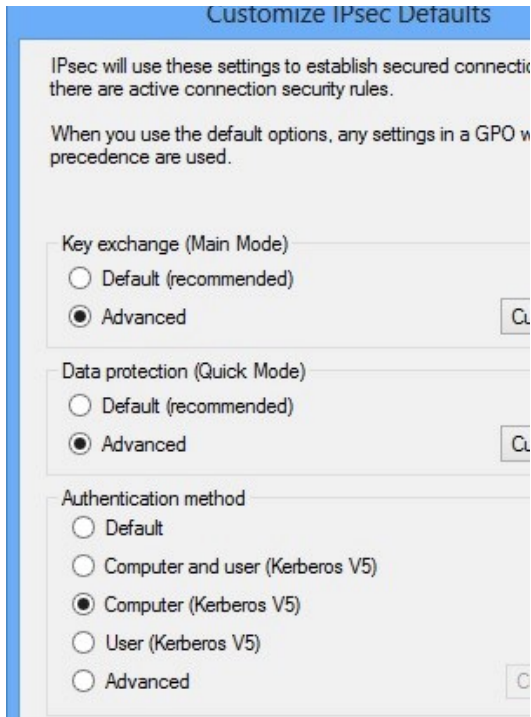 Customize IPsec Defaults
IPsec will use these settings to establish secured
there are active connection security rules.
When you use the default options, any settings in a GPO
precedence are used.
Key exchange (Main Mode)
Default (recommended)
Advanced
Data protection (Quick Mode)
Default (recommended)
Advanced
Authentication method
Default
Computer and user (Kerberos V5)
Computer (Kerberos V5)
User (Kerberos V5)
Advanced